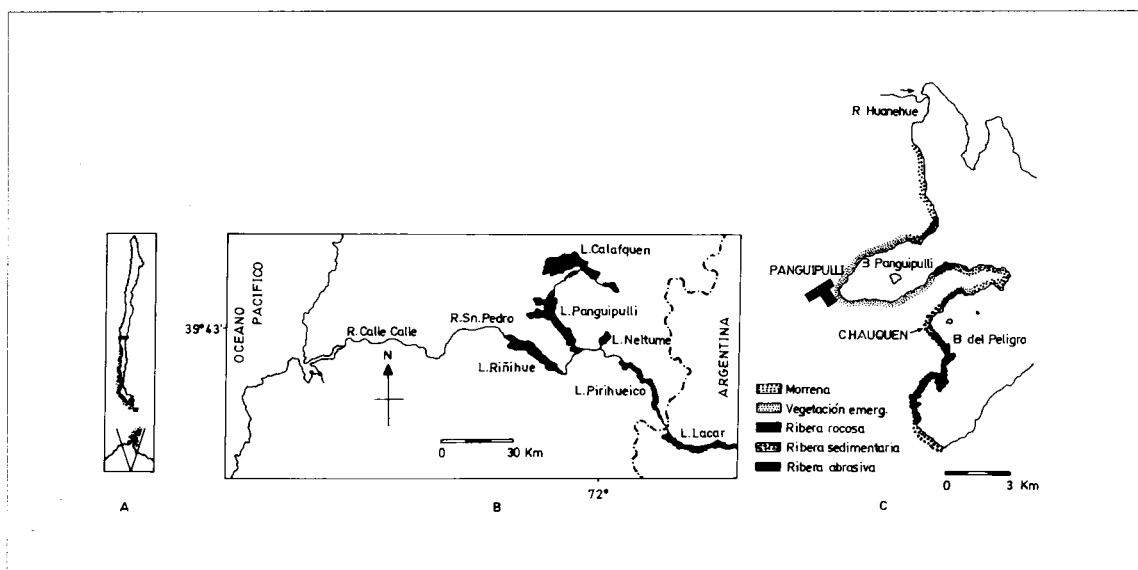 A
OCEANO
PACIFICO
39°43'
R. Calle Calle
R.Sn.Pedro
L.Calafquen
L.Panguipulli
L.Neltume
L.Riñihue
L.Pirihueico
L.Lacar
ARGENTINA
N
0 30 Km
72°
B
R Huanehue
B Panguipulli
PANGUIPULLI
CHAUQUEN
B del Peligro
Morrena
Vegetación emerg.
Ribera rocosa
Ribera sedimentaria
Ribera abrasiva
0 3 Km
C